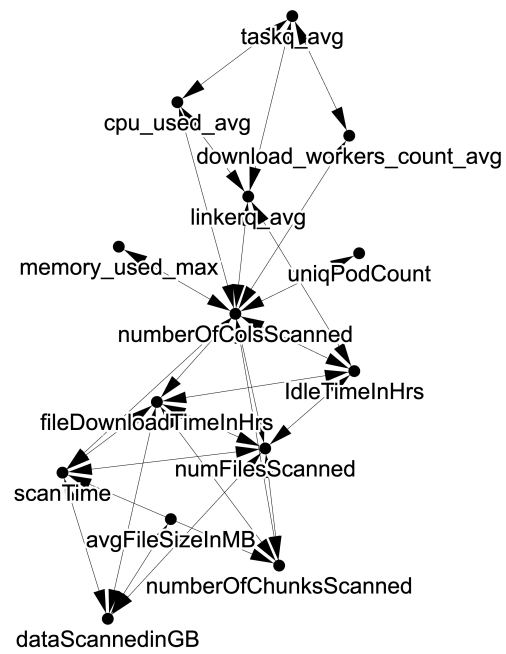 taskq_avg
cpu_used_avg
download_workers_count_avg
linkerq_avg
memory_used_max
uniqPodCount
numberOfColsScanned
IdleTimeInHrs
fileDownloadTimeInHrs
numFilesScanned
scanTime
avgFileSizeInMB
numberOfChunksScanned
dataScannedinGB